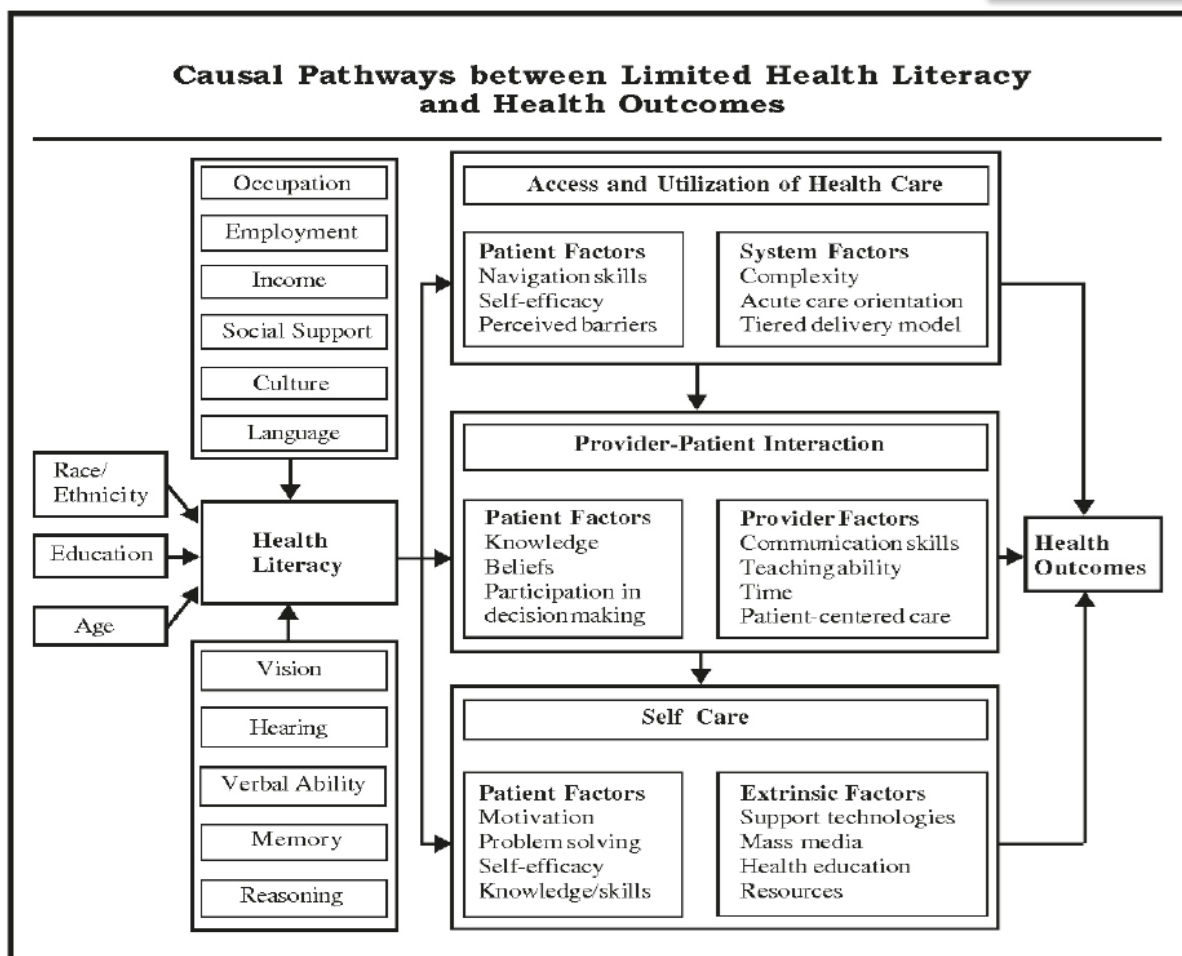 Causal Pathways between Limited Health Literacy
and Health Outcomes
Occupation
Employment
Income
Social Support
Culture
Language
Race/
Ethnicity
Education
Age
Health
Literacy
Vision
Hearing
Verbal Ability
Memory
Reasoning
Access and Utilization of Health Care
Patient Factors
Navigation skills
Self-efficacy
Perceived barriers
System Factors
Complexity
Acute care orientation
Tiered delivery model
Provider-Patient Interaction
Patient Factors
Knowledge
Beliefs
Participation in
decision making
Provider Factors
Communication skills
Teaching ability
Time
Patient-centered care
Self Care
Patient Factors
Motivation
Problem solving
Self-efficacy
Knowledge/skills
Extrinsic Factors
Support technologies
Mass media
Health education
Resources
Health
Outcomes